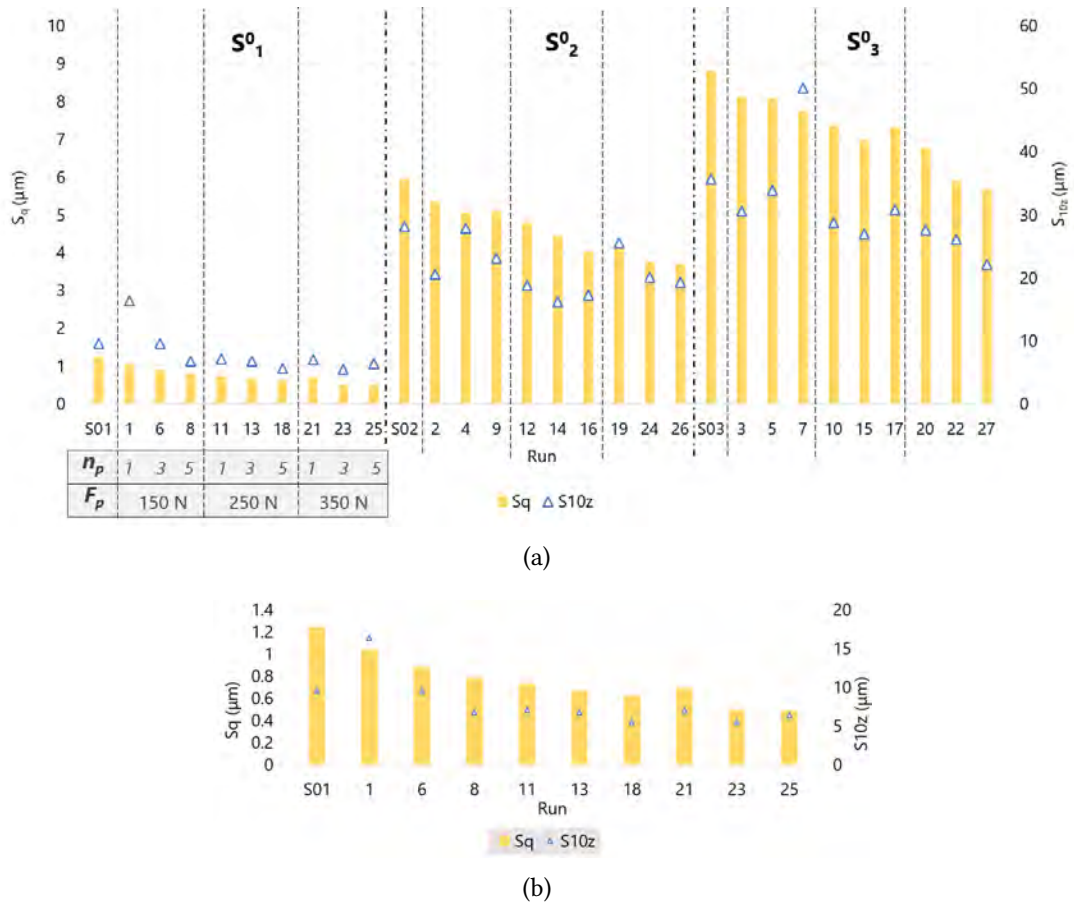 S⁰₁ S⁰₂ S⁰₃
10 9 8 7 6 5 4 3 2 1 0
Sq (μm)
60 50 40 30 20 10 0
S10z (μm)
S01 1 6 8 11 13 18 21 23 25 S02 2 4 9 12 14 16 19 24 26 S03 3 5 7 10 15 17 20 22 27
Run
np 1 3 5 1 3 5 1 3 5
Fp 150 N 250 N 350 N
Sq S10z
(a)
1.4 1.2 1 0.8 0.6 0.4 0.2 0
Sq (μm)
20 15 10 5 0
S10z (μm)
S01 1 6 8 11 13 18 21 23 25
Run
Sq S10z
(b)